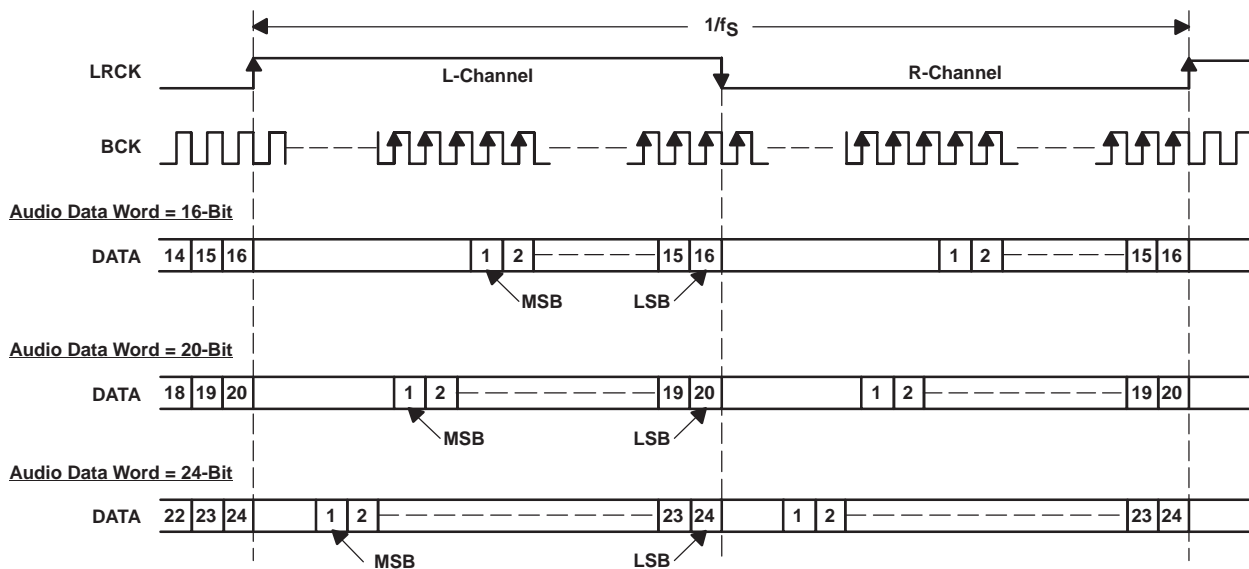 1/fS
LRCK L-Channel R-Channel
BCK
Audio Data Word = 16-Bit
DATA 14 15 16 1 2 15 16 1 2 15 16
MSB LSB
Audio Data Word = 20-Bit
DATA 18 19 20 1 2 19 20 1 2 19 20
MSB LSB
Audio Data Word = 24-Bit
DATA 22 23 24 1 2 23 24 1 2 23 24
MSB LSB